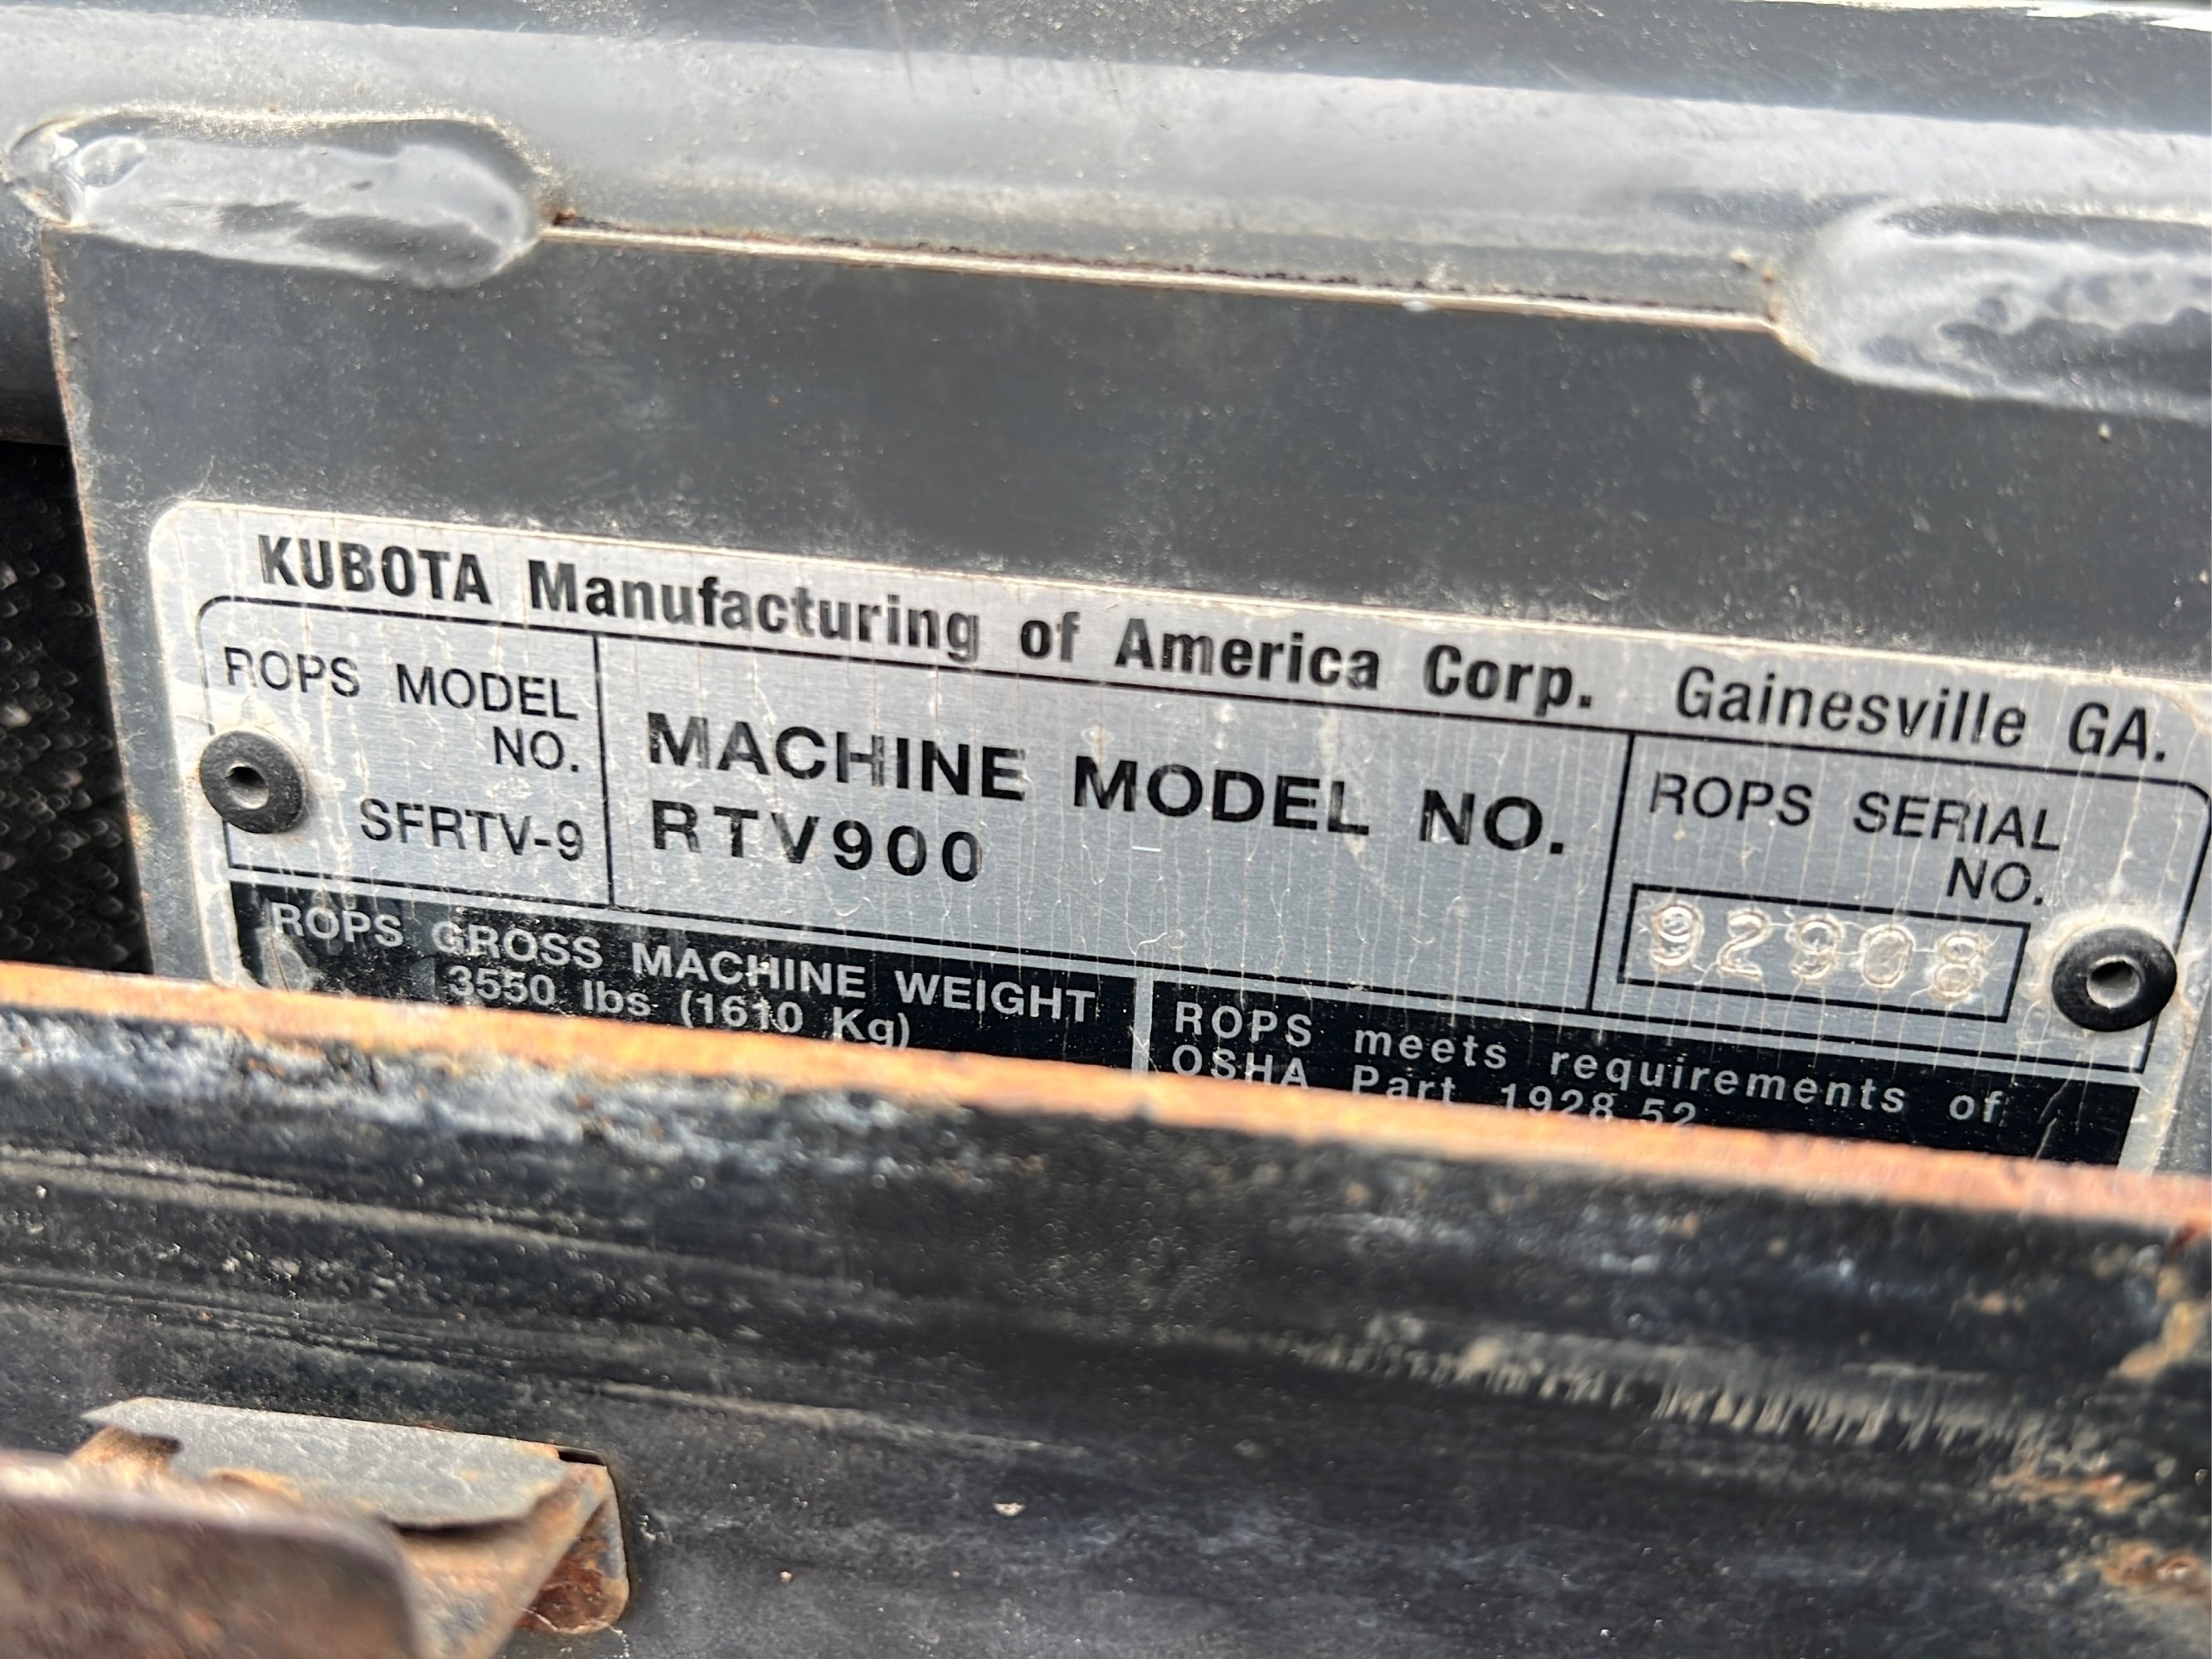 KUBOTA Manufacturing of America Corp. Gainesville GA.
ROPS MODEL NO.
SFRTV-9
MACHINE MODEL NO.
RTV900
ROPS SERIAL NO.
92908
ROPS GROSS MACHINE WEIGHT
3550 lbs (1610 Kg)
ROPS meets requirements of
OSHA Part 1928.52